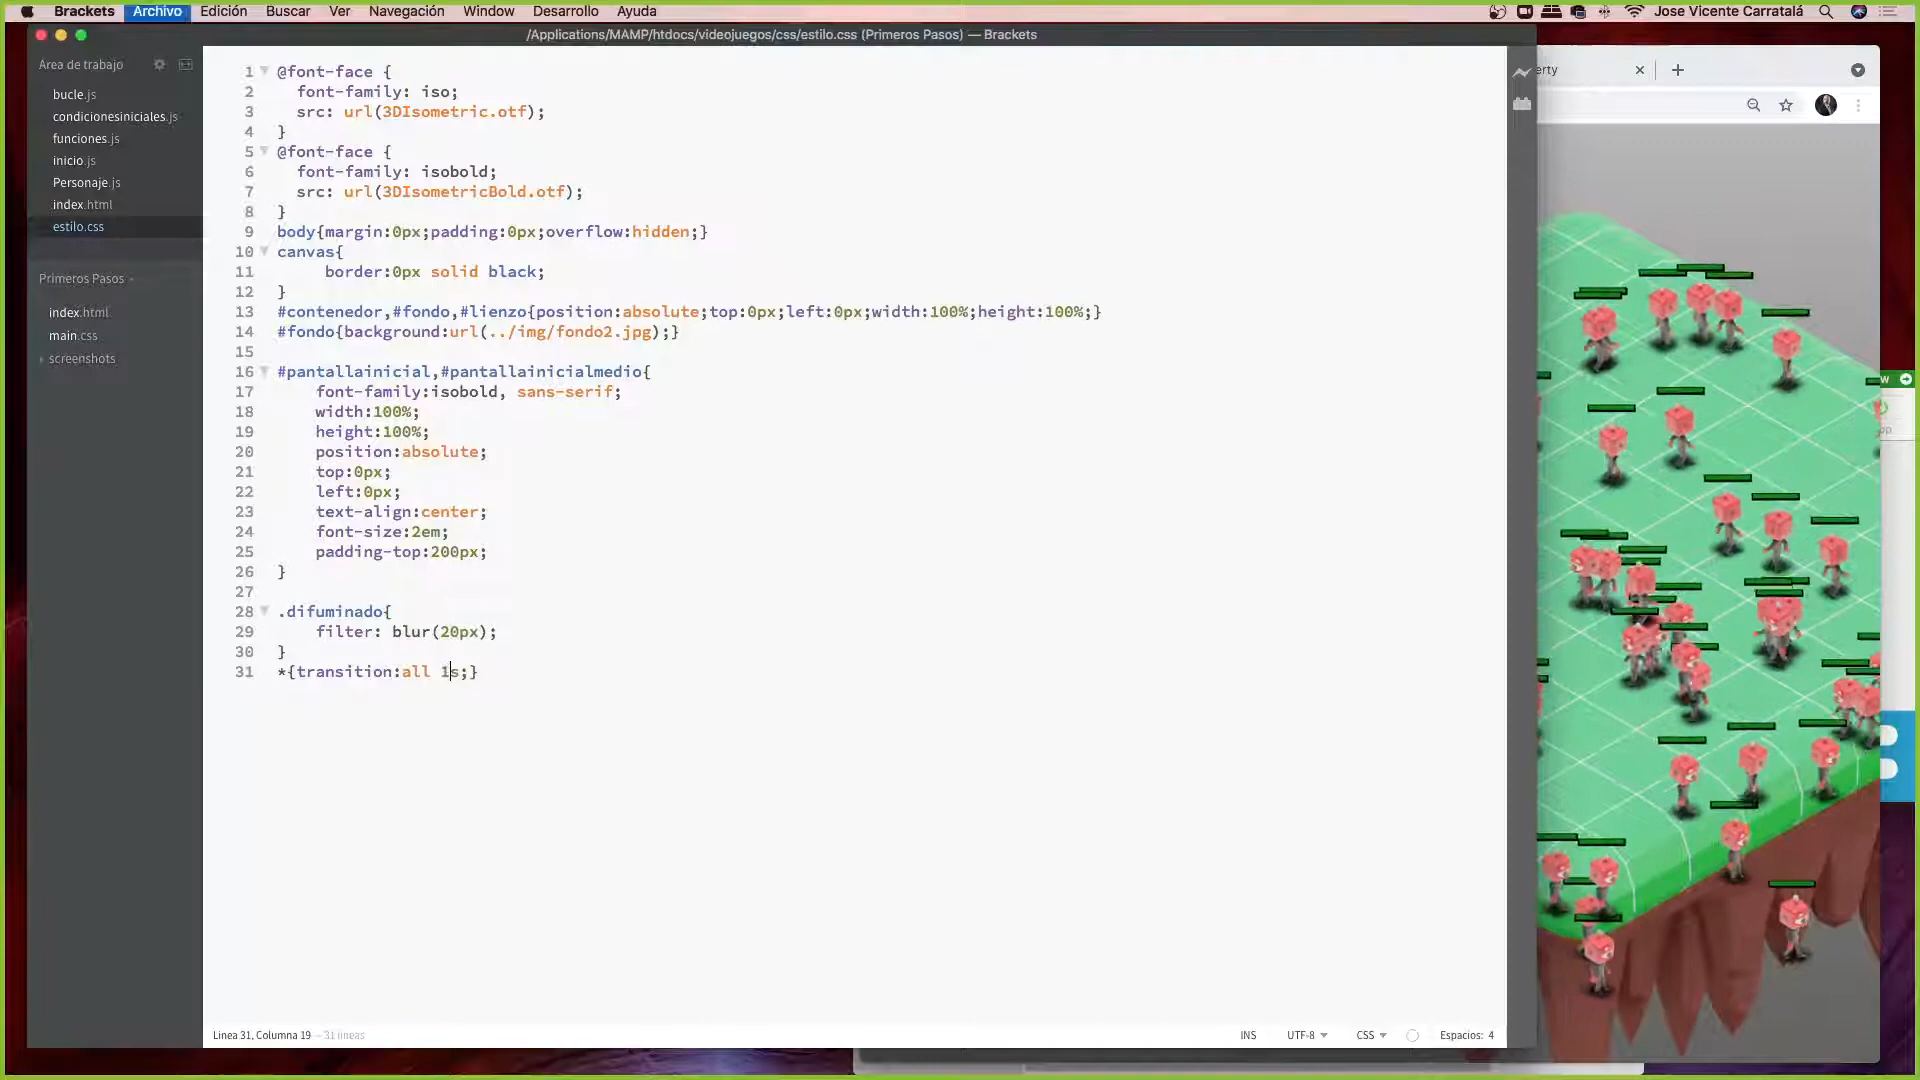 Brackets Archivo Edición Buscar Ver Navegación Window Desarrollo Ayuda Jose Vicente Carratalá
/Applications/MAMP/htdocs/videojuegos/css/estilo.css (Primeros Pasos) — Brackets
Area de trabajo
bucle.js
condicionesiniciales.js
funciones.js
inicio.js
Personaje.js
index.html
estilo.css
Primeros Pasos
index.html
main.css
screenshots
1 @font-face {
2 font-family: iso;
3 src: url(3DIsometric.otf);
4 }
5 @font-face {
6 font-family: isobold;
7 src: url(3DIsometricBold.otf);
8 }
9 body{margin:0px;padding:0px;overflow:hidden;}
10 canvas{
11 border:0px solid black;
12 }
13 #contenedor,#fondo,#lienzo{position:absolute;top:0px;left:0px;width:100%;height:100%;}
14 #fondo{background:url(../img/fondo2.jpg);}
15
16 #pantallainicial,#pantallainicialmedio{
17 font-family:isobold, sans-serif;
18 width:100%;
19 height:100%;
20 position:absolute;
21 top:0px;
22 left:0px;
23 text-align:center;
24 font-size:2em;
25 padding-top:200px;
26 }
27
28 .difuminado{
29 filter: blur(20px);
30 }
31 *{transition:all 1s;}
Linea 31, Columna 19 — 31 lineas
INS UTF-8 CSS Espacios: 4
erty